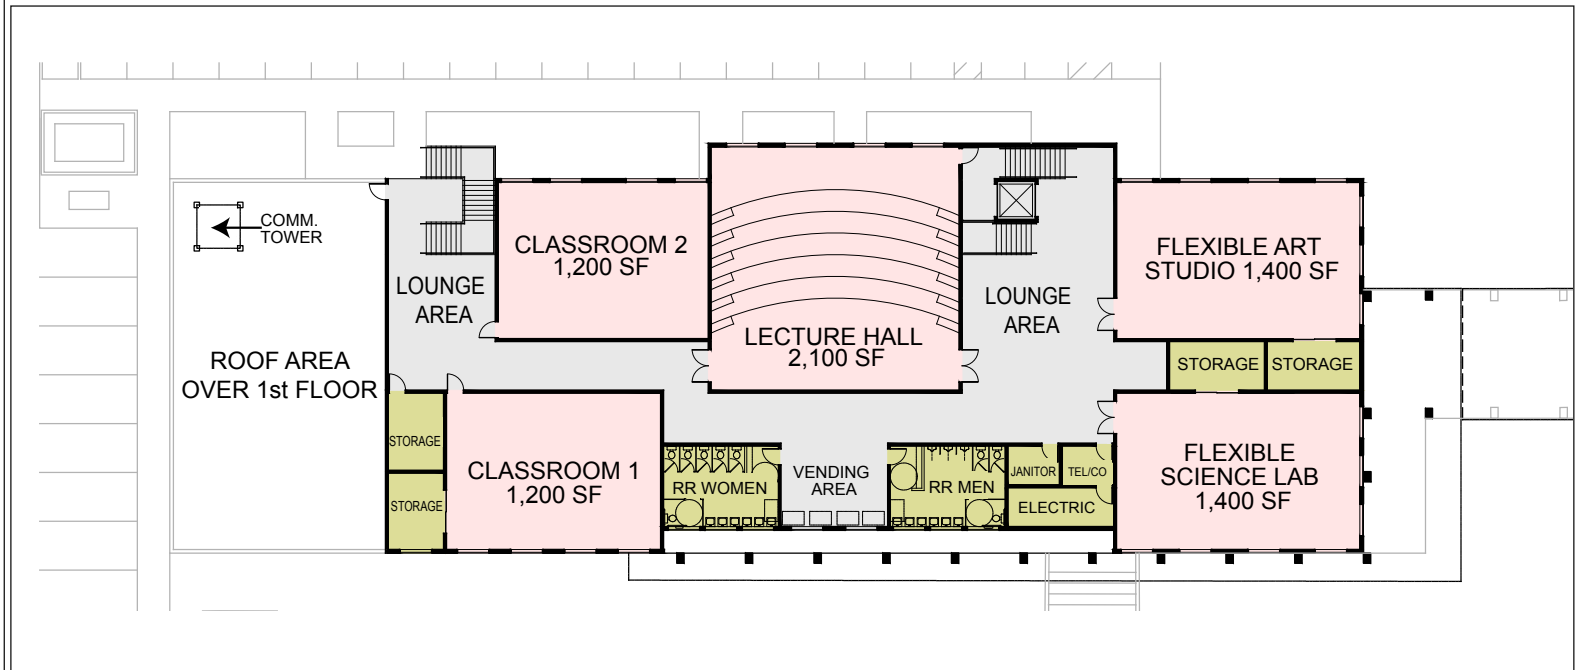 COMM.
TOWER
ROOF AREA
OVER 1st FLOOR
LOUNGE
AREA
CLASSROOM 2
1,200 SF
LECTURE HALL
2,100 SF
LOUNGE
AREA
FLEXIBLE ART
STUDIO 1,400 SF
STORAGE
STORAGE
STORAGE
STORAGE
CLASSROOM 1
1,200 SF
RR WOMEN
VENDING
AREA
RR MEN
JANITOR
TEL/CO
ELECTRIC
FLEXIBLE
SCIENCE LAB
1,400 SF